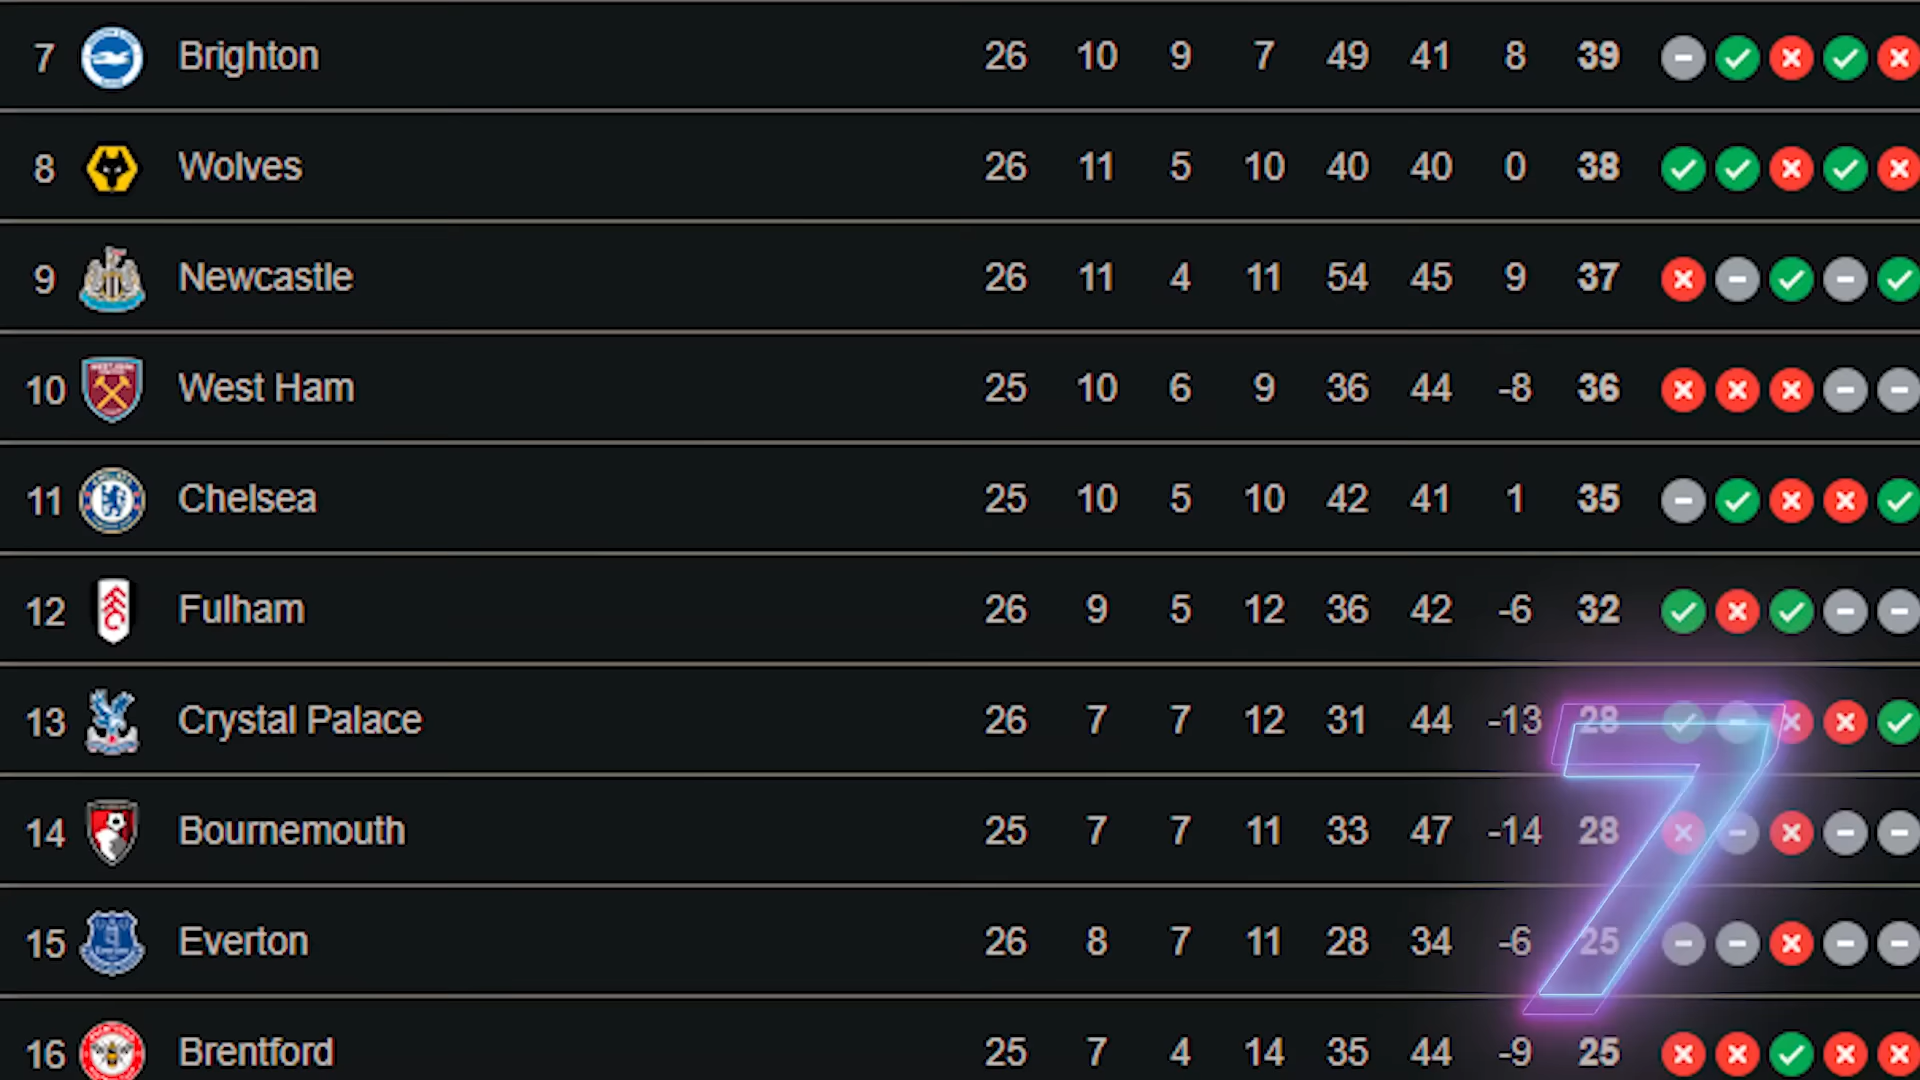 7 Brighton 26 10 9 7 49 41 8 39
8 Wolves 26 11 5 10 40 40 0 38
9 Newcastle 26 11 4 11 54 45 9 37
10 West Ham 25 10 6 9 36 44 -8 36
11 Chelsea 25 10 5 10 42 41 1 35
12 Fulham 26 9 5 12 36 42 -6 32
13 Crystal Palace 26 7 7 12 31 44 -13 28
14 Bournemouth 25 7 7 11 33 47 -14 28
15 Everton 26 8 7 11 28 34 -6 25
16 Brentford 25 7 4 14 35 44 -9 25
7